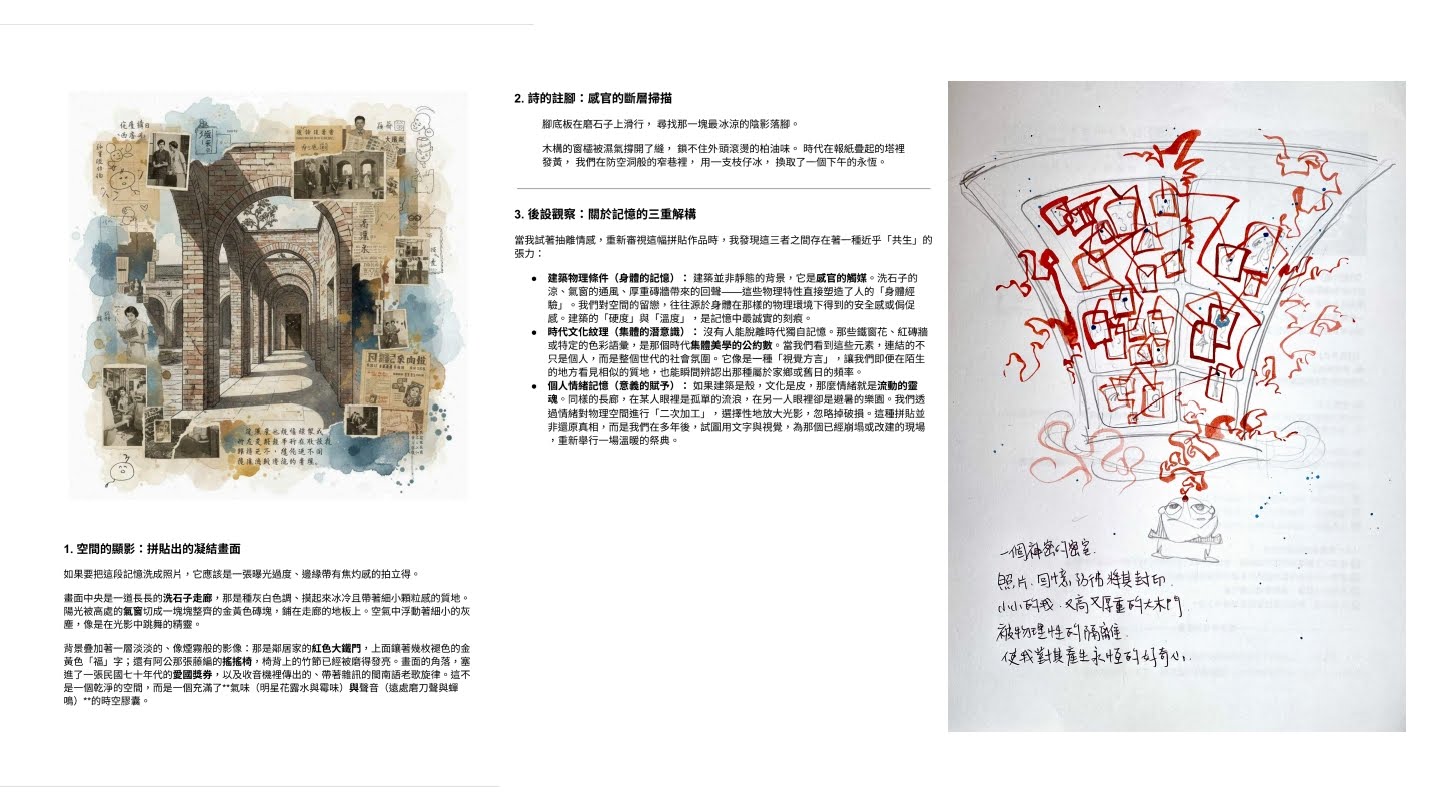 1. 空間的顯影：拼貼出的凝結畫面
如果要把這段記憶洗成照片，它應該是一張曝光過度、邊緣帶有焦灼感的拍立得。
畫面中央是一道長長的洗石子走廊，那是種灰白色調、摸起來冰冷且帶著細小顆粒感的質地。
陽光被高處的氣窗切成一塊塊整齊的金黃色磚塊，鋪在走廊的地板上。空氣中浮動著細小的灰
塵，像是在光影中跳舞的精靈。
背景疊加著一層淡淡的、像煙霧般的影像：那是鄰居家的紅色大鐵門，上面鑲著幾枚褪色的金
黃色「福」字；還有阿公那張藤編的搖搖椅，椅背上的竹節已經被磨得發亮。畫面的角落，塞
進了一張民國七十年代的愛國獎券，以及收音機裡傳出的、帶著雜訊的閩南語老歌旋律。這不
是一個乾淨的空間，而是一個充滿了**氣味（明星花露水與霉味）與聲音（遠處磨刀聲與蟬
鳴）**的時空膠囊。
2. 詩的註腳：感官的斷層掃描
腳底板在磨石子上滑行， 尋找那一塊最冰涼的陰影落腳。
木構的窗櫺被濕氣撐開了縫， 鎖不住外頭滾燙的柏油味。 時代在報紙疊起的塔裡
發黃， 我們在防空洞般的窄巷裡， 用一支枝仔冰， 換取了一個下午的永恆。
3. 後設觀察：關於記憶的三重解構
當我試著抽離情感，重新審視這幅拼貼作品時，我發現這三者之間存在著一種近乎「共生」的
張力：
● 建築物理條件（身體的記憶）： 建築並非靜態的背景，它是感官的觸媒。洗石子的
涼、氣窗的通風、厚重磚牆帶來的回聲——這些物理特性直接塑造了人的「身體經
驗」。我們對空間的留戀，往往源於身體在那樣的物理環境下得到的安全感或侷促
感。建築的「硬度」與「溫度」，是記憶中最誠實的刻痕。
● 時代文化紋理（集體的潛意識）： 沒有人能脫離時代獨自記憶。那些鐵窗花、紅磚牆
或特定的色彩語彙，是那個時代集體美學的公約數。當我們看到這些元素，連結的不
只是個人，而是整個世代的社會氛圍。它像是一種「視覺方言」，讓我們即便在陌生
的地方看見相似的質地，也能瞬間辨認出那種屬於家鄉或舊日的頻率。
● 個人情緒記憶（意義的賦予）： 如果建築是殼，文化是皮，那麼情緒就是流動的靈
魂。同樣的長廊，在某人眼裡是孤單的流浪，在另一人眼裡卻是避暑的樂園。我們透
過情緒對物理空間進行「二次加工」，選擇性地放大光影，忽略掉破損。這種拼貼並
非還原真相，而是我們在多年後，試圖用文字與視覺，為那個已經崩塌或改建的現場
，重新舉行一場溫暖的祭典。
一個神密的密室.
照片.回憶,彷彿將其封印.
小小的我.又高又厚重的大木門.
被物理性的隔離.
使我對其產生永恆的好奇心.